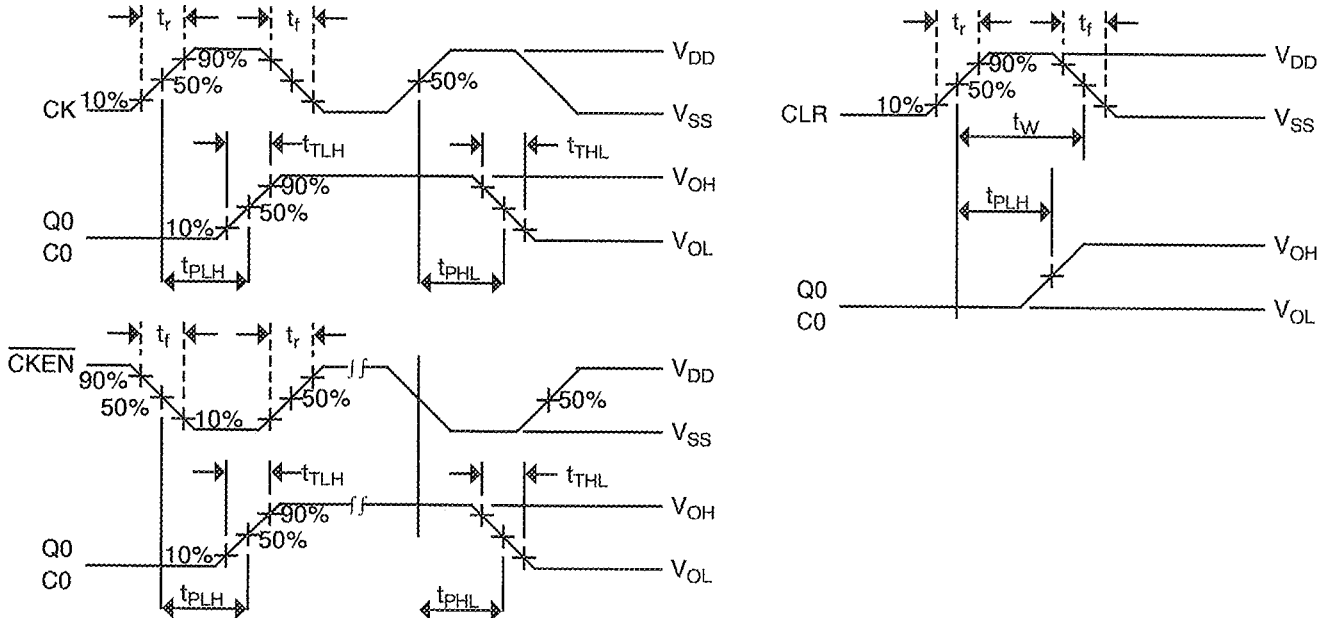 tr tf
90%
VDD
50% 50%
CK 10%
VSS
tTLH tTHL
90%
VOH
50%
Q0 10%
C0
VOL
tPLH tPHL
tr tf
90%
VDD
50%
CLR 10%
VSS
tW
tPLH
VOH
Q0
C0
VOL
tf tr
CKEN
VDD
90%
50% 10% 50% 50%
VSS
tTLH tTHL
90%
VOH
50%
Q0 10%
C0
VOL
tPLH tPHL